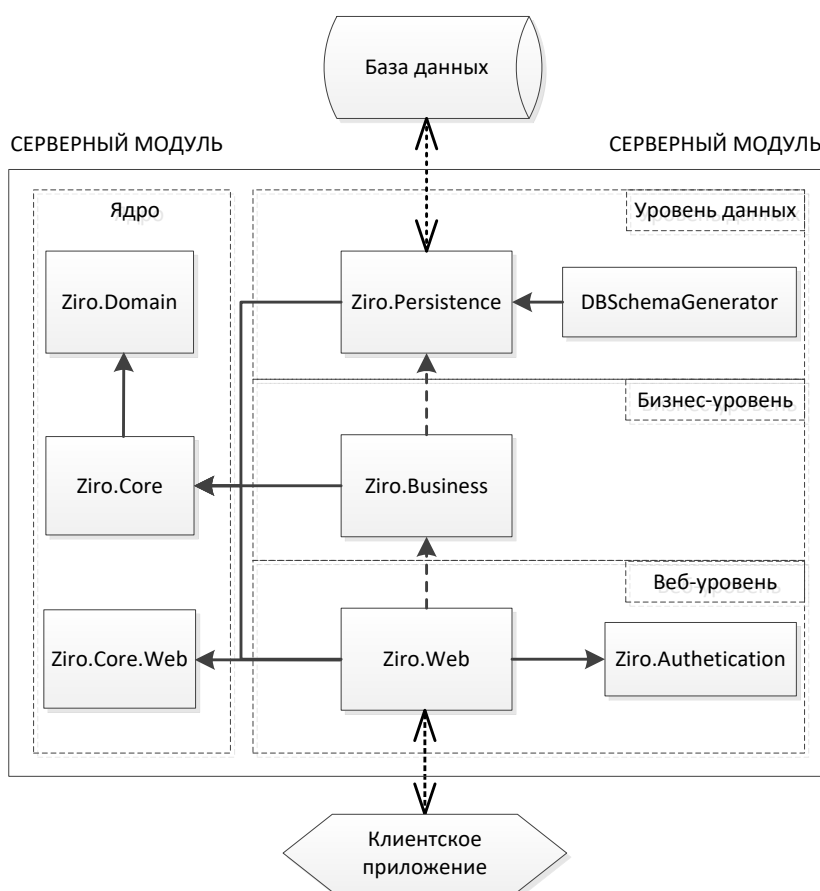 База данных
СЕРВЕРНЫЙ МОДУЛЬ
СЕРВЕРНЫЙ МОДУЛЬ
Ядро
Уровень данных
Ziro.Domain
Ziro.Persistence
DBSchemaGenerator
Бизнес-уровень
Ziro.Core
Ziro.Business
Веб-уровень
Ziro.Core.Web
Ziro.Web
Ziro.Authetication
Клиентское
приложение